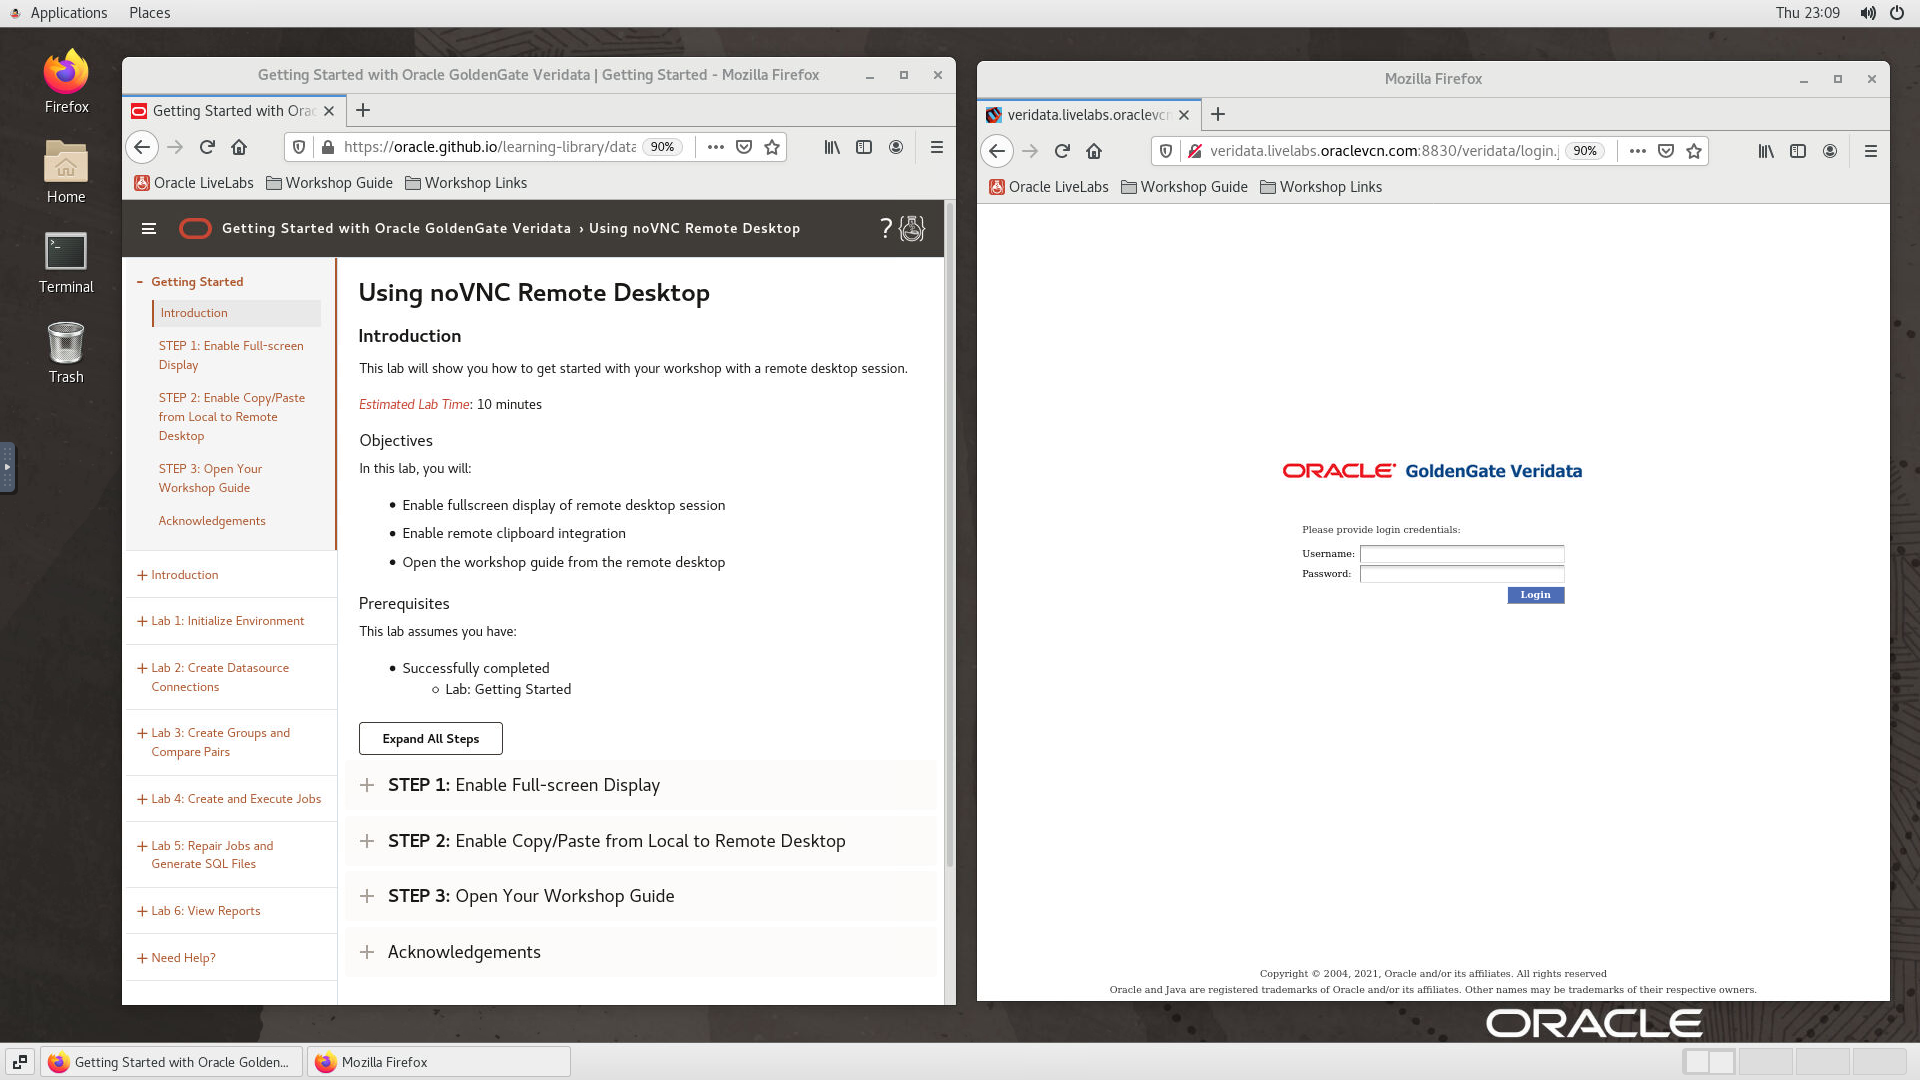 Applications Places
Thu 23:09
Firefox
Home
Terminal
Trash
Getting Started with Oracle GoldenGate Veridata | Getting Started - Mozilla Firefox
Getting Started with Orac
https://oracle.github.io/learning-library/data 90%
Oracle LiveLabs Workshop Guide Workshop Links
Getting Started with Oracle GoldenGate Veridata › Using noVNC Remote Desktop ?
- Getting Started
Introduction
STEP 1: Enable Full-screen
Display
STEP 2: Enable Copy/Paste
from Local to Remote
Desktop
STEP 3: Open Your
Workshop Guide
Acknowledgements
+ Introduction
+ Lab 1: Initialize Environment
+ Lab 2: Create Datasource
Connections
+ Lab 3: Create Groups and
Compare Pairs
+ Lab 4: Create and Execute Jobs
+ Lab 5: Repair Jobs and
Generate SQL Files
+ Lab 6: View Reports
+ Need Help?
Using noVNC Remote Desktop
Introduction
This lab will show you how to get started with your workshop with a remote desktop session.
Estimated Lab Time: 10 minutes
Objectives
In this lab, you will:
• Enable fullscreen display of remote desktop session
• Enable remote clipboard integration
• Open the workshop guide from the remote desktop
Prerequisites
This lab assumes you have:
• Successfully completed
○ Lab: Getting Started
Expand All Steps
+ STEP 1: Enable Full-screen Display
+ STEP 2: Enable Copy/Paste from Local to Remote Desktop
+ STEP 3: Open Your Workshop Guide
+ Acknowledgements
Mozilla Firefox
veridata.livelabs.oraclevcn
veridata.livelabs.oraclevcn.com:8830/veridata/login.j 90%
Oracle LiveLabs Workshop Guide Workshop Links
ORACLE GoldenGate Veridata
Please provide login credentials:
Username:
Password:
Login
Copyright © 2004, 2021, Oracle and/or its affiliates. All rights reserved
Oracle and Java are registered trademarks of Oracle and/or its affiliates. Other names may be trademarks of their respective owners.
ORACLE
Getting Started with Oracle Golden...
Mozilla Firefox